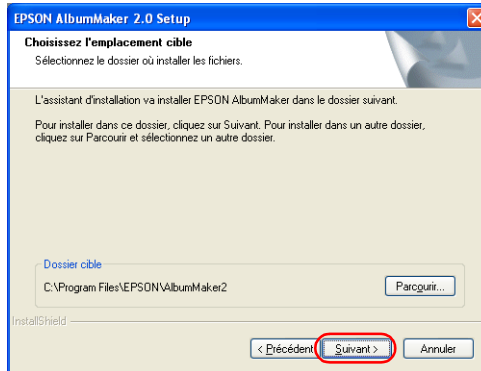 EPSON AlbumMaker 2.0 Setup
Choisissez l'emplacement cible
Sélectionnez le dossier où installer les fichiers.
L'assistant d'installation va installer EPSON AlbumMaker dans le dossier suivant.
Pour installer dans ce dossier, cliquez sur Suivant. Pour installer dans un autre dossier,
cliquez sur Parcourir et sélectionnez un autre dossier.
Dossier cible
C:\Program Files\EPSON\AlbumMaker2
Parcourir...
InstallShield
< Précédent
Suivant >
Annuler